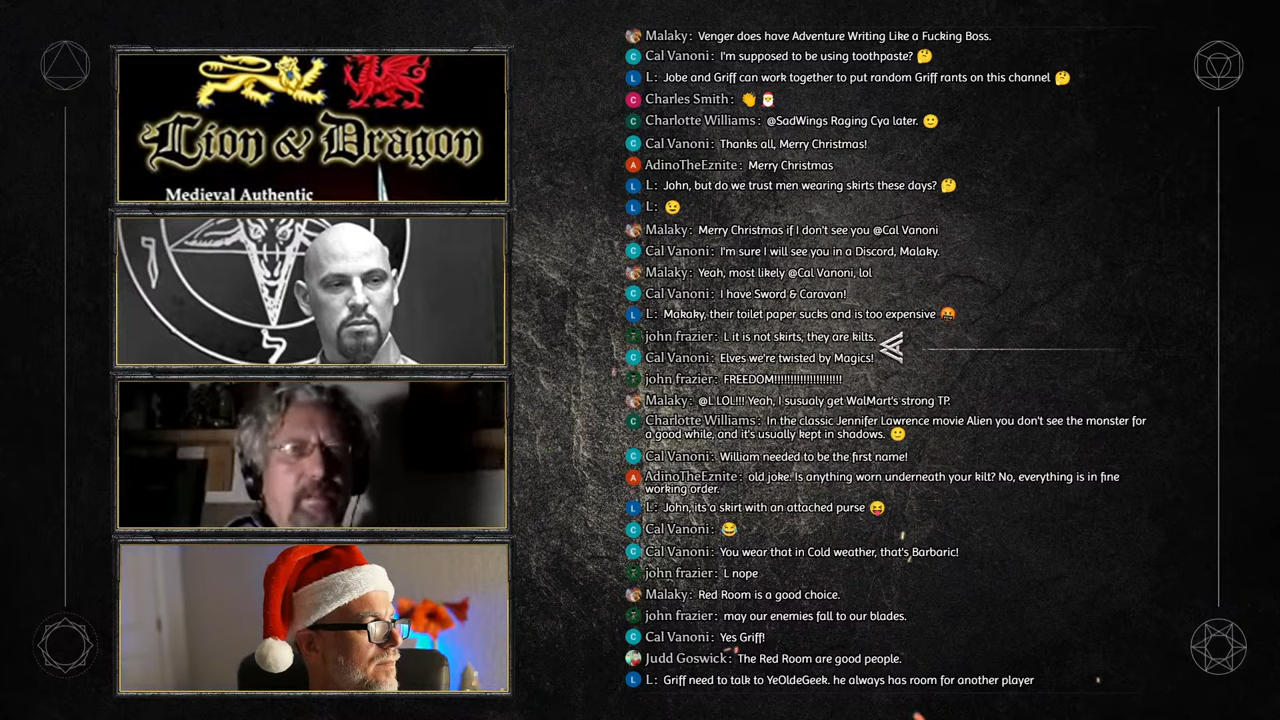 Lion & Dragon
Medieval Authentic
Malaky: Venger does have Adventure Writing Like a Fucking Boss.
C Cal Vanoni: I'm supposed to be using toothpaste? 🤔
L L: Jobe and Griff can work together to put random Griff rants on this channel 🤔
C Charles Smith: 👏 🎅
C Charlotte Williams: @SadWings Raging Cya later. 🙂
C Cal Vanoni: Thanks all, Merry Christmas!
A AdinoTheEznite: Merry Christmas
L L: John, but do we trust men wearing skirts these days? 🤔
L L: 😉
Malaky: Merry Christmas if I don't see you @Cal Vanoni
C Cal Vanoni: I'm sure I will see you in a Discord, Malaky.
Malaky: Yeah, most likely @Cal Vanoni, lol
C Cal Vanoni: I have Sword & Caravan!
L L: Makaky, their toilet paper sucks and is too expensive 🤬
john frazier: L it is not skirts, they are kilts.
C Cal Vanoni: Elves we're twisted by Magics!
john frazier: FREEDOM!!!!!!!!!!!!!!!!!!!!!!
Malaky: @L LOL!!! Yeah, I susualy get WalMart's strong TP.
C Charlotte Williams: In the classic Jennifer Lawrence movie Alien you don't see the monster for
a good while, and it's usually kept in shadows. 🙂
C Cal Vanoni: William needed to be the first name!
A AdinoTheEznite: old joke. Is anything worn underneath your kilt? No, everything is in fine
working order.
L L: John, its a skirt with an attached purse 😝
C Cal Vanoni: 😂
C Cal Vanoni: You wear that in Cold weather, that's Barbaric!
john frazier: L nope
Malaky: Red Room is a good choice.
john frazier: may our enemies fall to our blades.
C Cal Vanoni: Yes Griff!
Judd Goswick: The Red Room are good people.
L L: Griff need to talk to YeOldeGeek. he always has room for another player